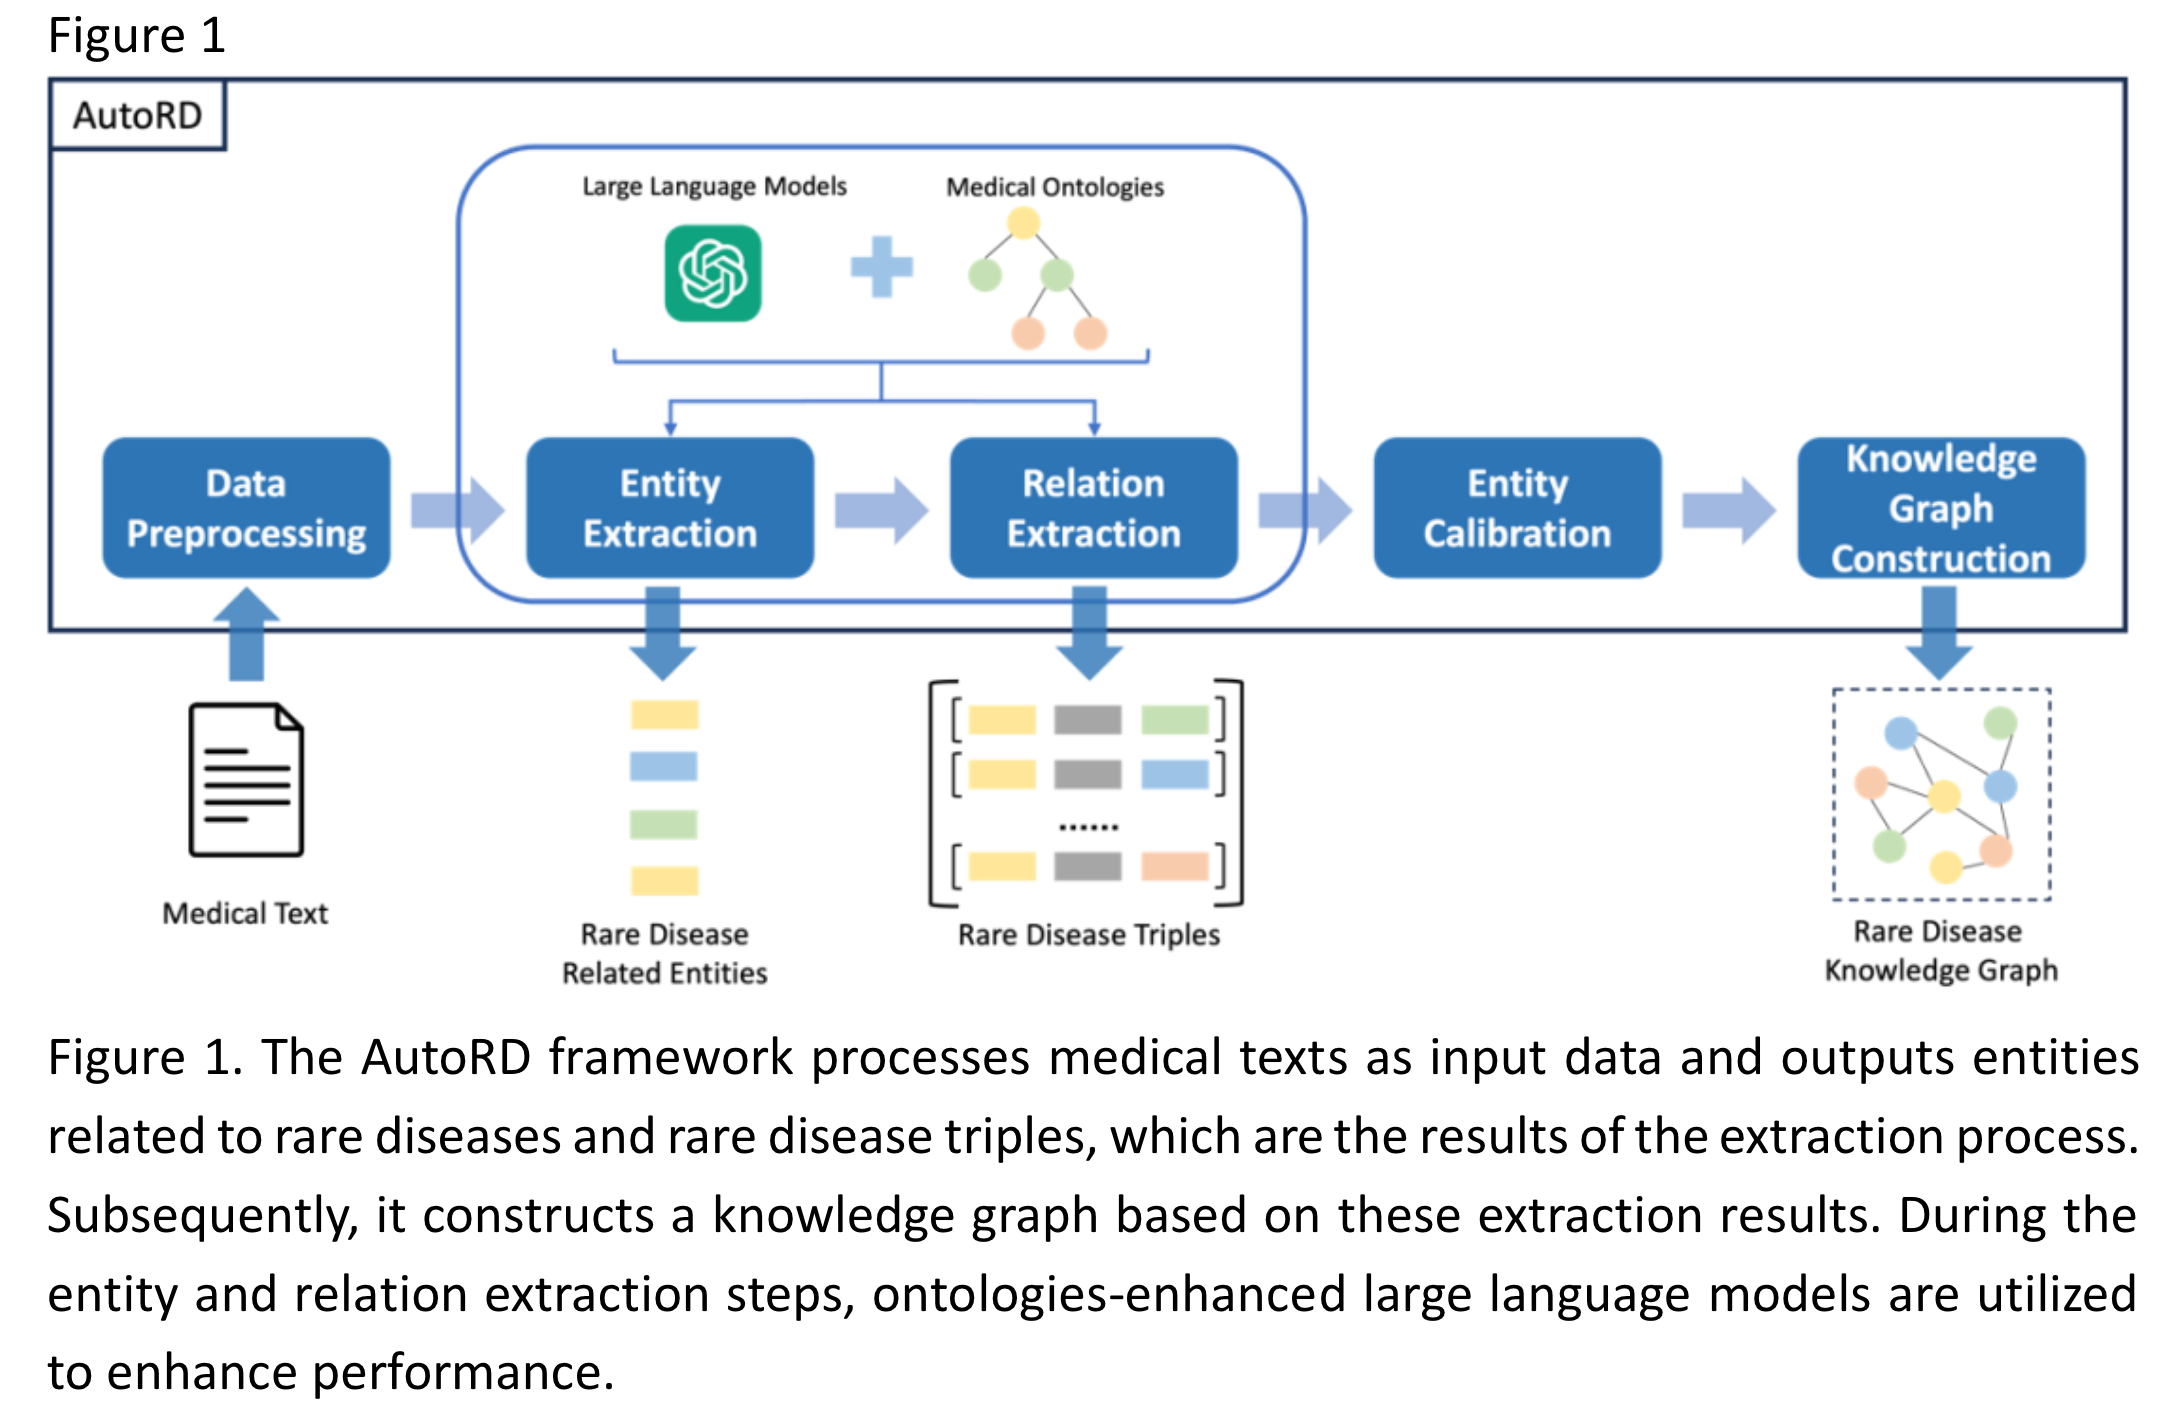 Figure 1
AutoRD
Large Language Models
Medical Ontologies
Data
Preprocessing
Entity
Extraction
Relation
Extraction
Entity
Calibration
Knowledge
Graph
Construction
Medical Text
Rare Disease
Related Entities
[
]
[
]
......
[
]
Rare Disease Triples
Rare Disease
Knowledge Graph
Figure 1. The AutoRD framework processes medical texts as input data and outputs entities
related to rare diseases and rare disease triples, which are the results of the extraction process.
Subsequently, it constructs a knowledge graph based on these extraction results. During the
entity and relation extraction steps, ontologies-enhanced large language models are utilized
to enhance performance.